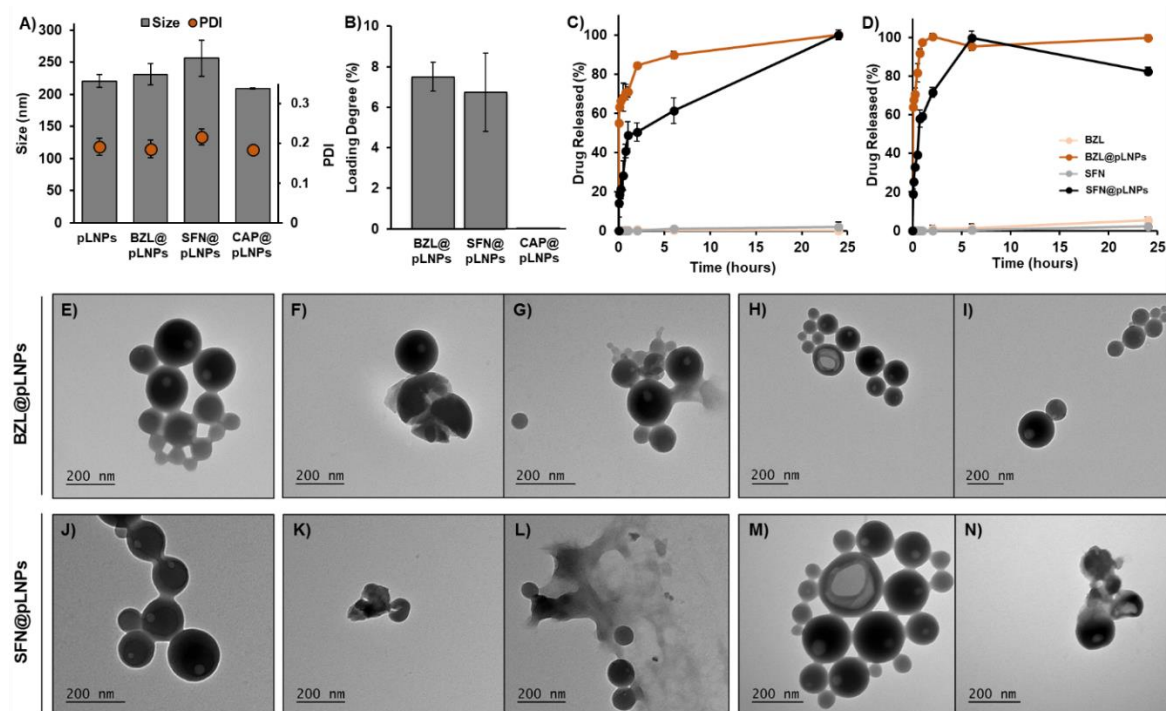 A) Size PDI
300
250
200
150
100
50
0
Size (nm)
0.3
0.2
0.1
0
PDI
pLNPs BZL@ pLNPs SFN@ pLNPs CAP@ pLNPs
B)
10
8
6
4
2
0
Loading Degree (%)
BZL@ pLNPs SFN@ pLNPs CAP@ pLNPs
C)
100
80
60
40
20
0
Drug Released (%)
0 5 10 15 20 25
Time (hours)
D)
100
80
60
40
20
0
Drug Released (%)
BZL
BZL@pLNPs
SFN
SFN@pLNPs
0 5 10 15 20 25
Time (hours)
BZL@pLNPs
E) 200 nm
F) 200 nm
G) 200 nm
H) 200 nm
I) 200 nm
SFN@pLNPs
J) 200 nm
K) 200 nm
L) 200 nm
M) 200 nm
N) 200 nm